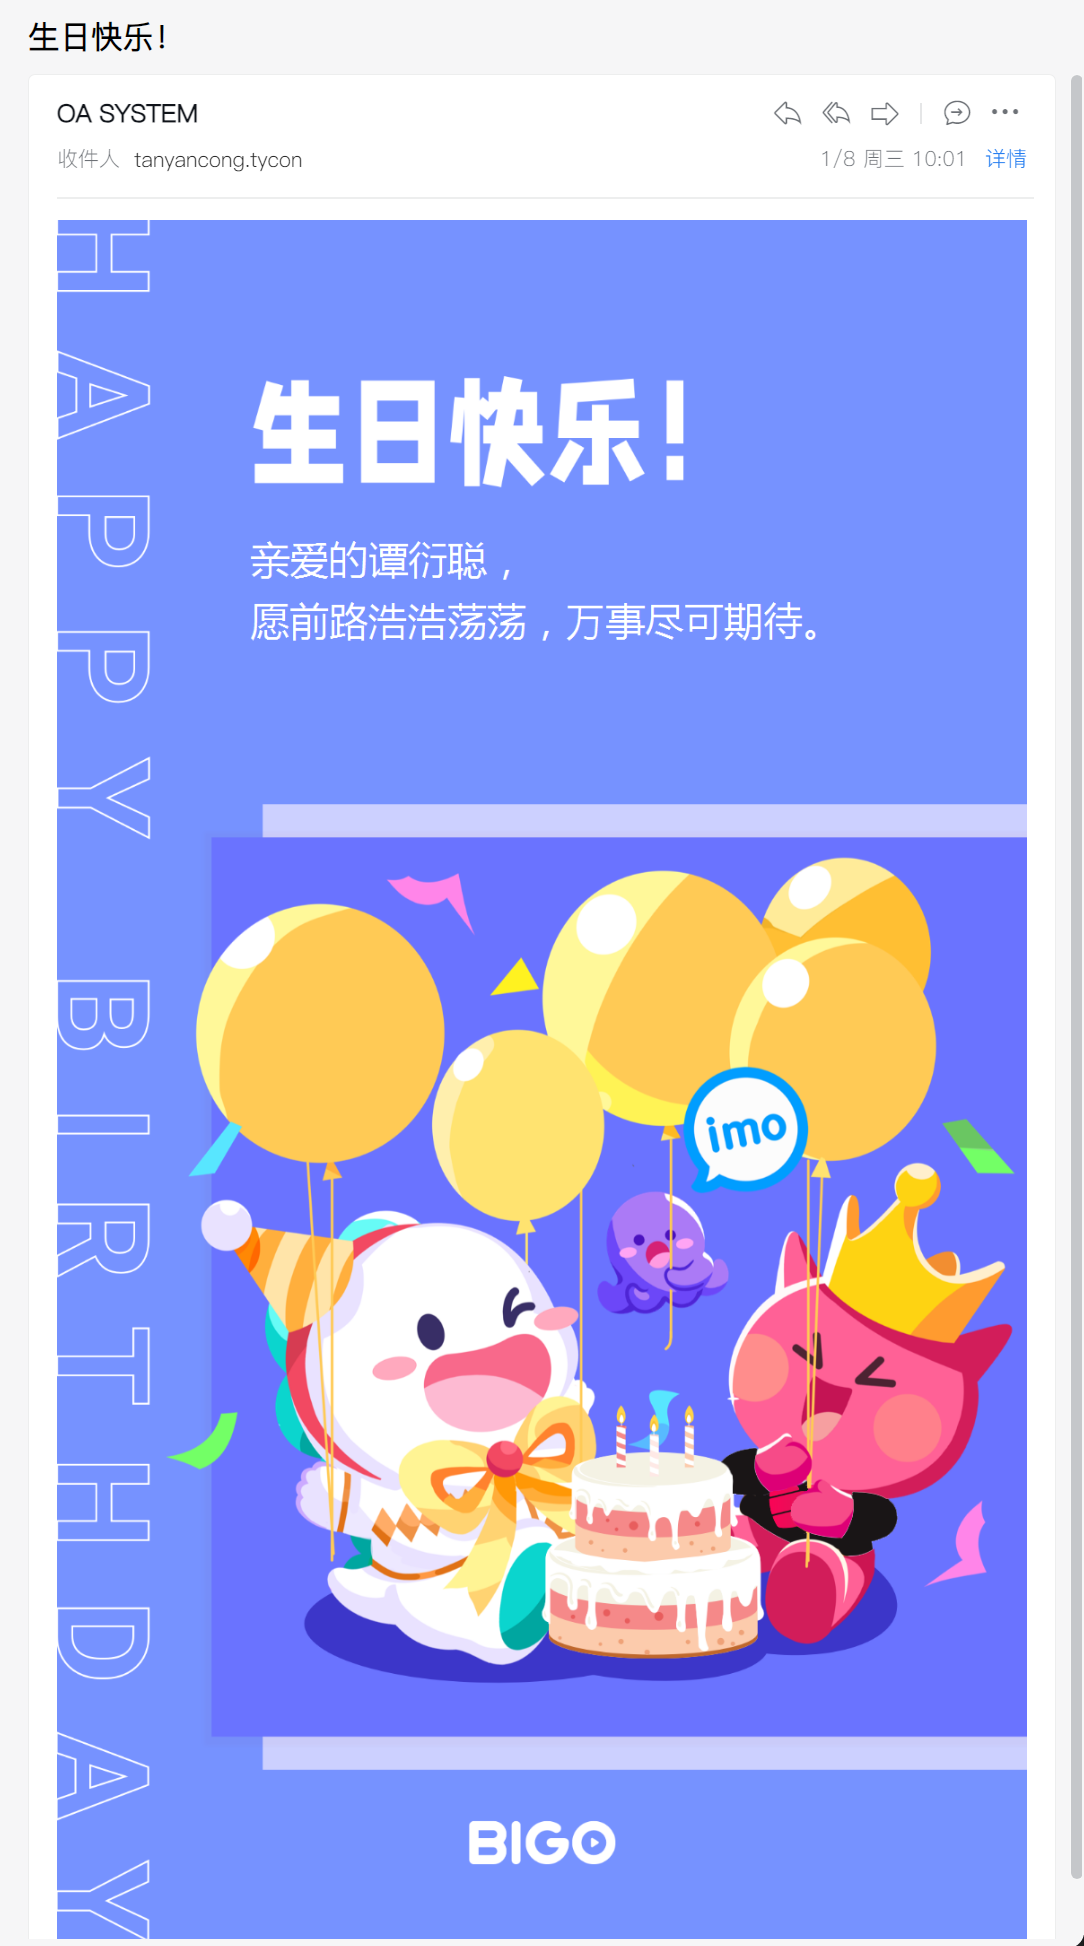 生日快乐！
OA SYSTEM
收件人 tanyancong.tycon
1/8 周三 10:01 详情
HAPPY BIRTHDAY
生日快乐！
亲爱的谭衍聪，
愿前路浩浩荡荡，万事尽可期待。
imo
BIGO